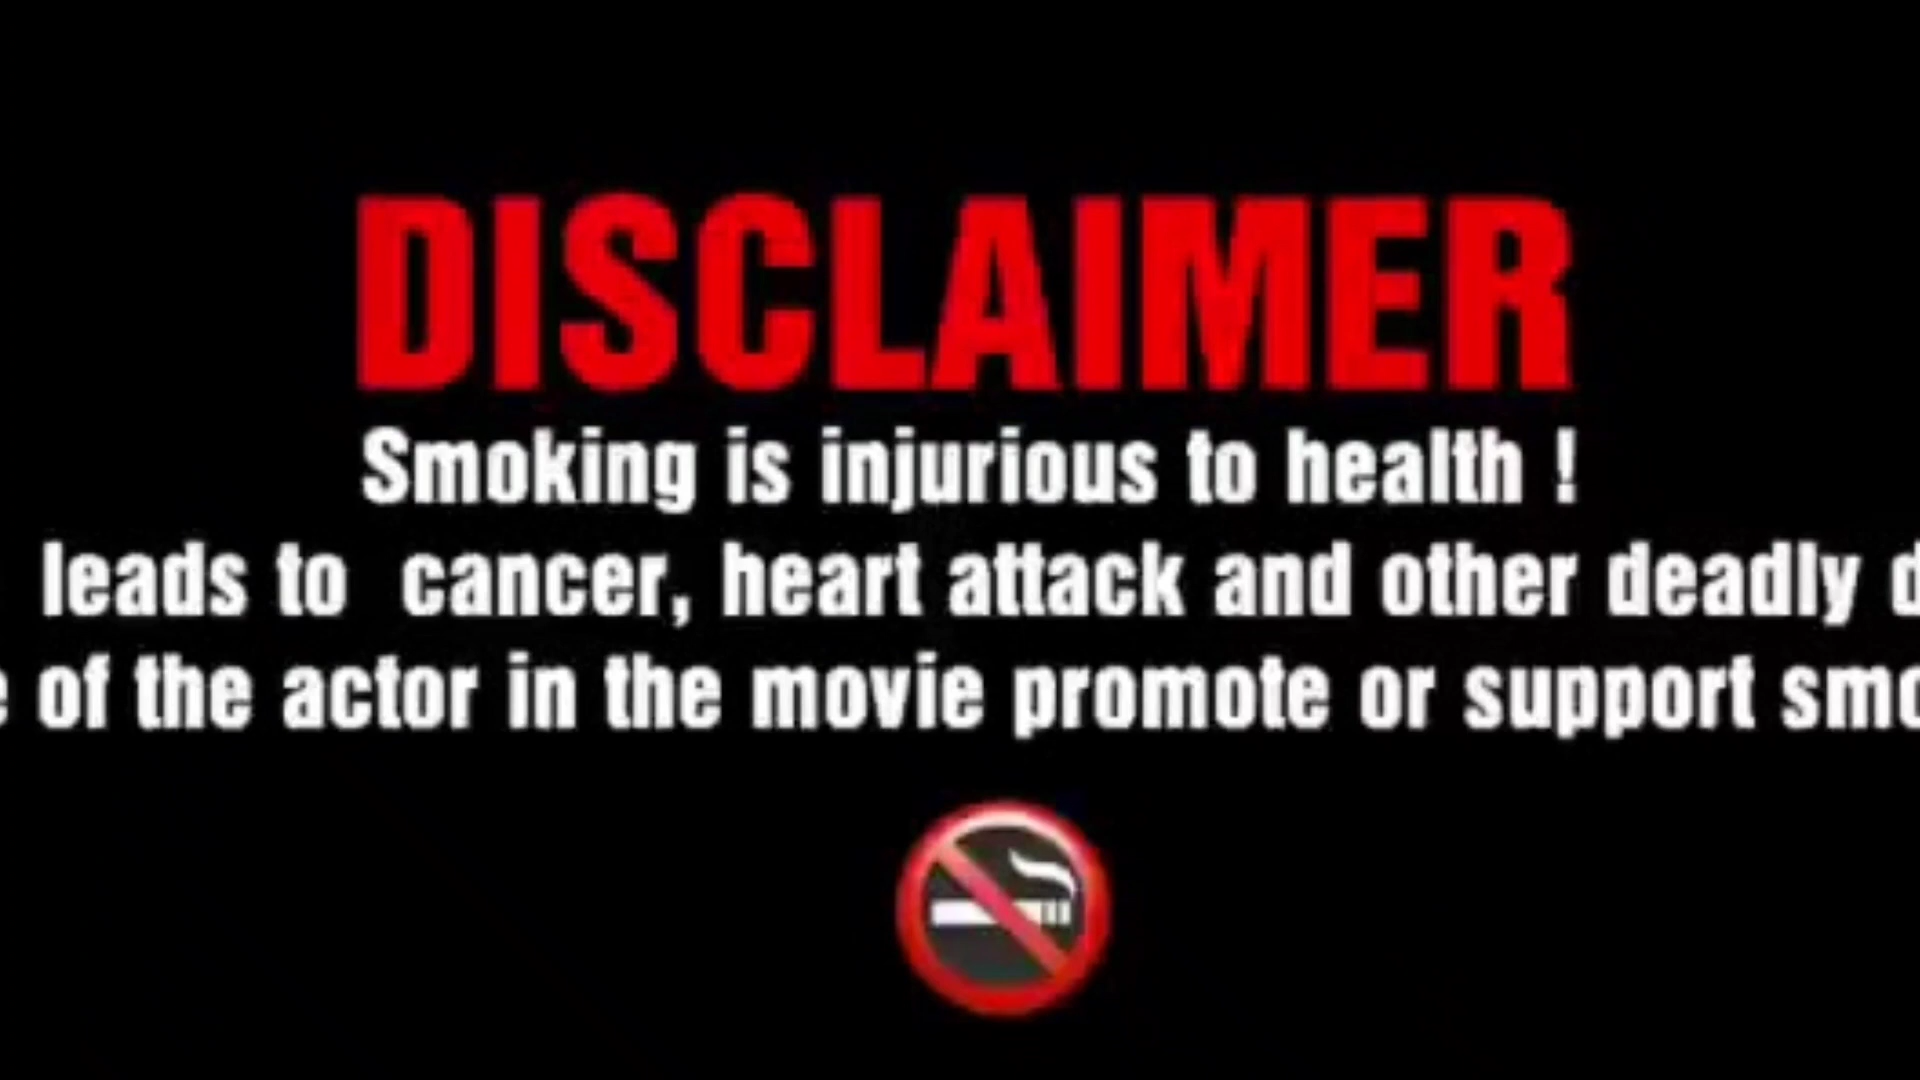 DISCLAIMER
Smoking is injurious to health !
leads to cancer, heart attack and other deadly
of the actor in the movie promote or support